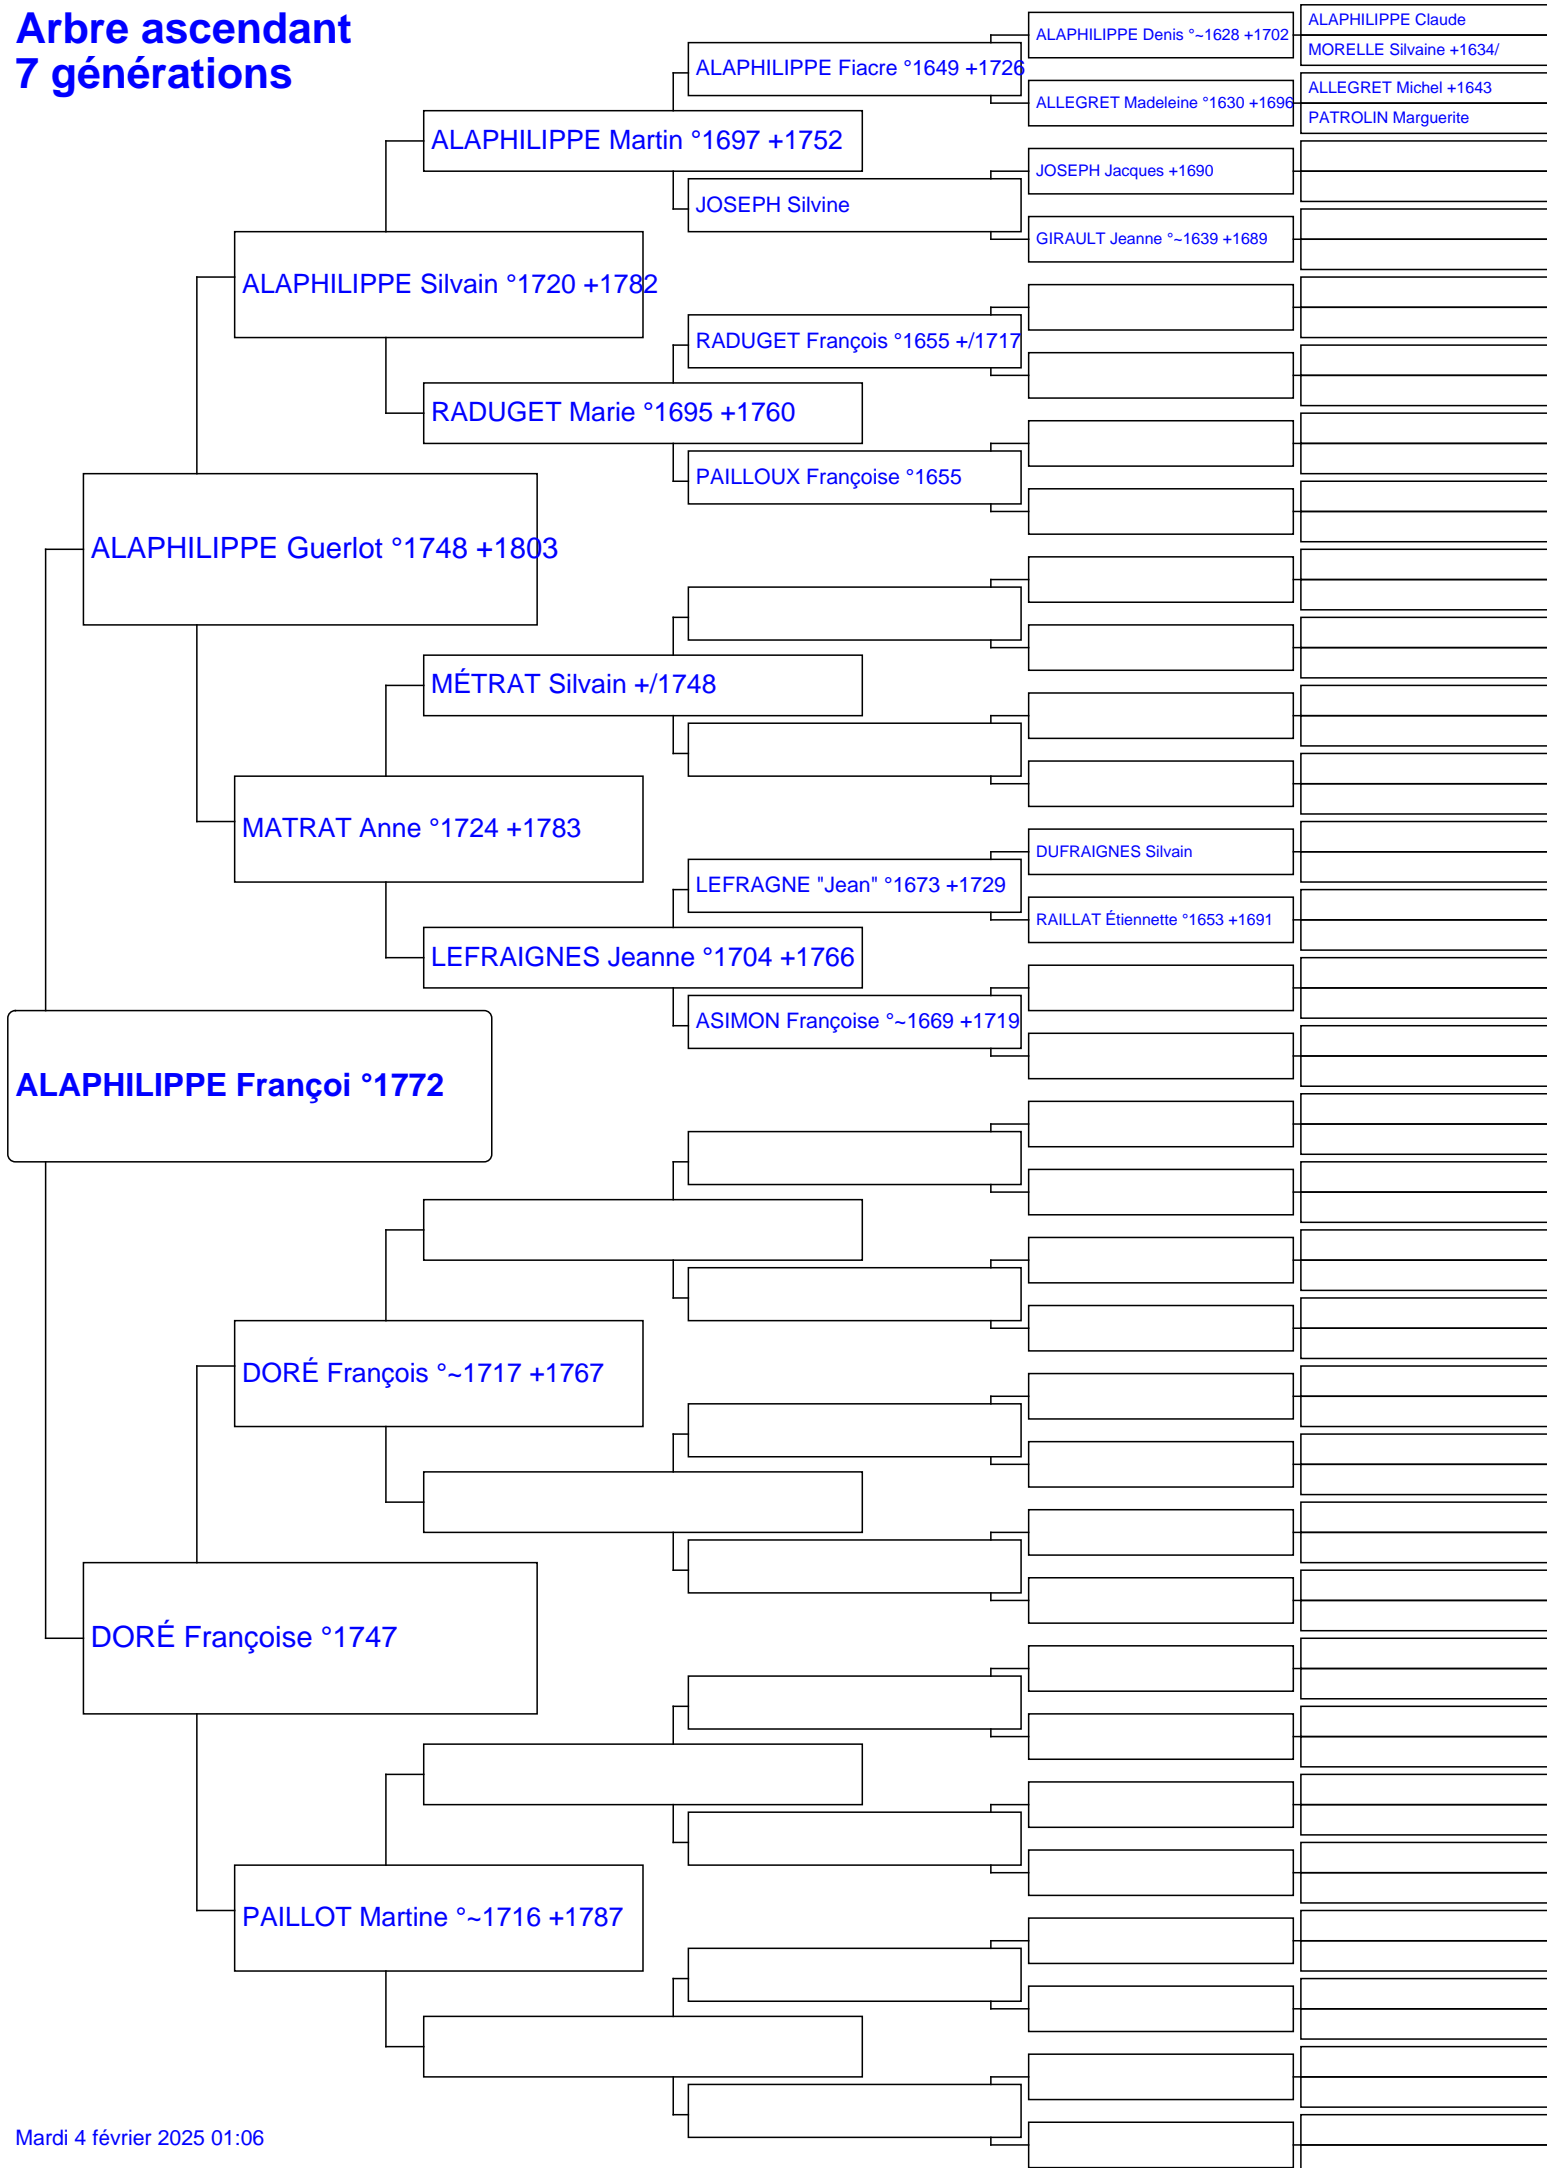 Arbre ascendant
7 générations
ALAPHILIPPE Claude
ALAPHILIPPE Denis °~1628 +1702
MORELLE Silvaine +1634/
ALAPHILIPPE Fiacre °1649 +1726
ALLEGRET Michel +1643
ALLEGRET Madeleine °1630 +1696
PATROLIN Marguerite
ALAPHILIPPE Martin °1697 +1752
JOSEPH Jacques +1690
JOSEPH Silvine
GIRAULT Jeanne °~1639 +1689
ALAPHILIPPE Silvain °1720 +1782
RADUGET François °1655 +/1717
RADUGET Marie °1695 +1760
PAILLOUX Françoise °1655
ALAPHILIPPE Guerlot °1748 +1803
MÉTRAT Silvain +/1748
MATRAT Anne °1724 +1783
DUFRAIGNES Silvain
LEFRAGNE "Jean" °1673 +1729
RAILLAT Étiennette °1653 +1691
LEFRAIGNES Jeanne °1704 +1766
ASIMON Françoise °~1669 +1719
ALAPHILIPPE Françoi °1772
DORÉ François °~1717 +1767
DORÉ Françoise °1747
PAILLOT Martine °~1716 +1787
Mardi 4 février 2025 01:06